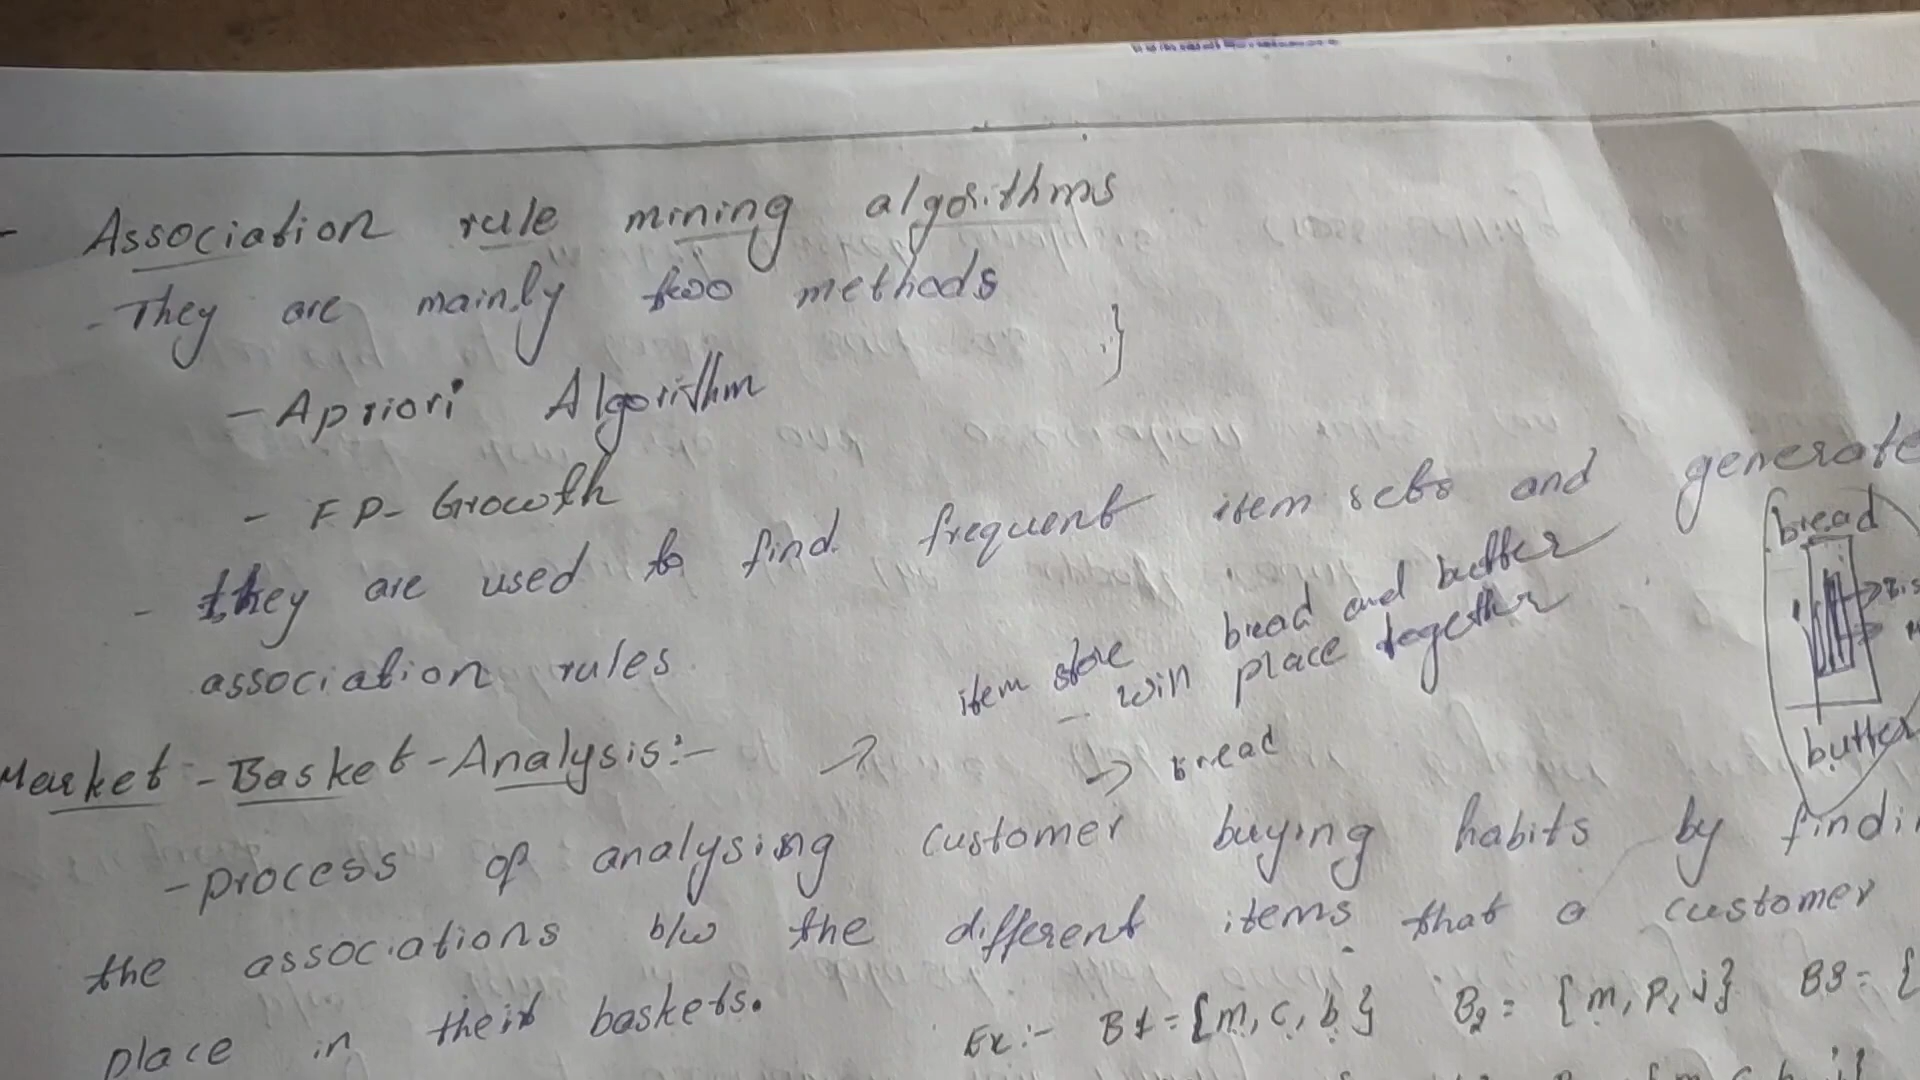 - Association rule mining algorithms
- They are mainly two methods
- Apriori Algorithm
- FP- Growth
- they are used to find frequent item sets and generate
association rules
item store bread and butter
- win place together
bread
butter
Market - Basket - Analysis:- →
→ Bread
- process of analysing customer buying habits by findi
the associations b/w the different items that a customer
place in their baskets.
Ex:- B1 = {m, c, b} B2 = {m, P, j} B3 = {
{m, c, b, j}